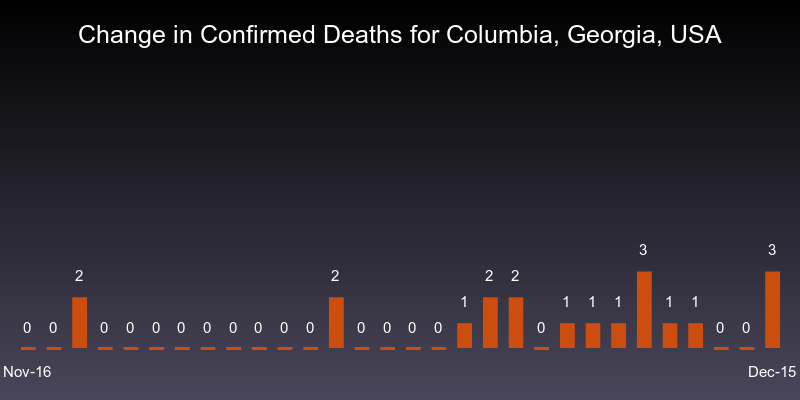 Change in Confirmed Deaths for Columbia, Georgia, USA
0 0 2 0 0 0 0 0 0 0 0 0 2 0 0 0 0 1 2 2 0 1 1 1 3 1 1 0 0 3
Nov-16 Dec-15